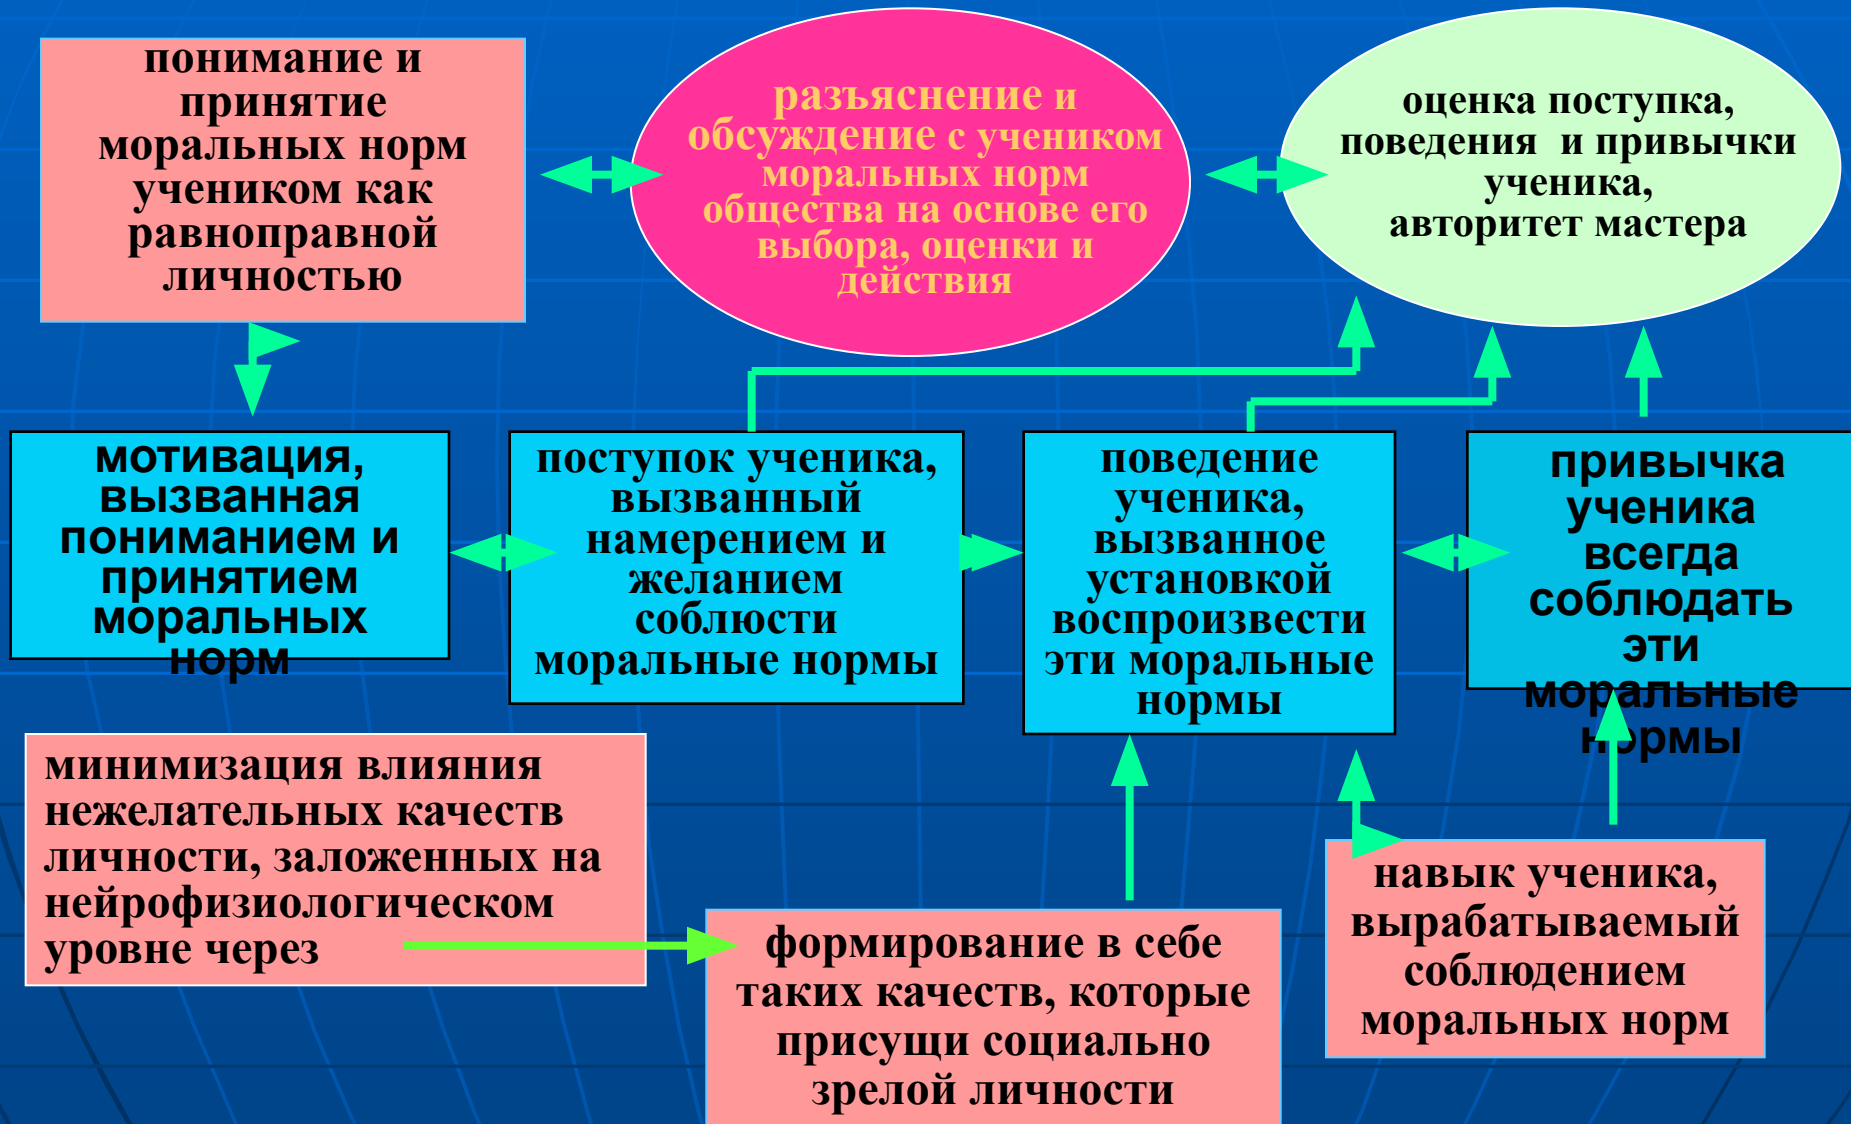 понимание и
принятие
моральных норм
учеником как
равноправной
личностью
разъяснение и
обсуждение с учеником
моральных норм
общества на основе его
выбора, оценки и
действия
оценка поступка,
поведения и привычки
ученика,
авторитет мастера
мотивация,
вызванная
пониманием и
принятием
моральных
норм
поступок ученика,
вызванный
намерением и
желанием
соблюсти
моральные нормы
поведение
ученика,
вызванное
установкой
воспроизвести
эти моральные
нормы
привычка
ученика
всегда
соблюдать
эти
моральные
нормы
минимизация влияния
нежелательных качеств
личности, заложенных на
нейрофизиологическом
уровне через
формирование в себе
таких качеств, которые
присущи социально
зрелой личности
навык ученика,
вырабатываемый
соблюдением
моральных норм